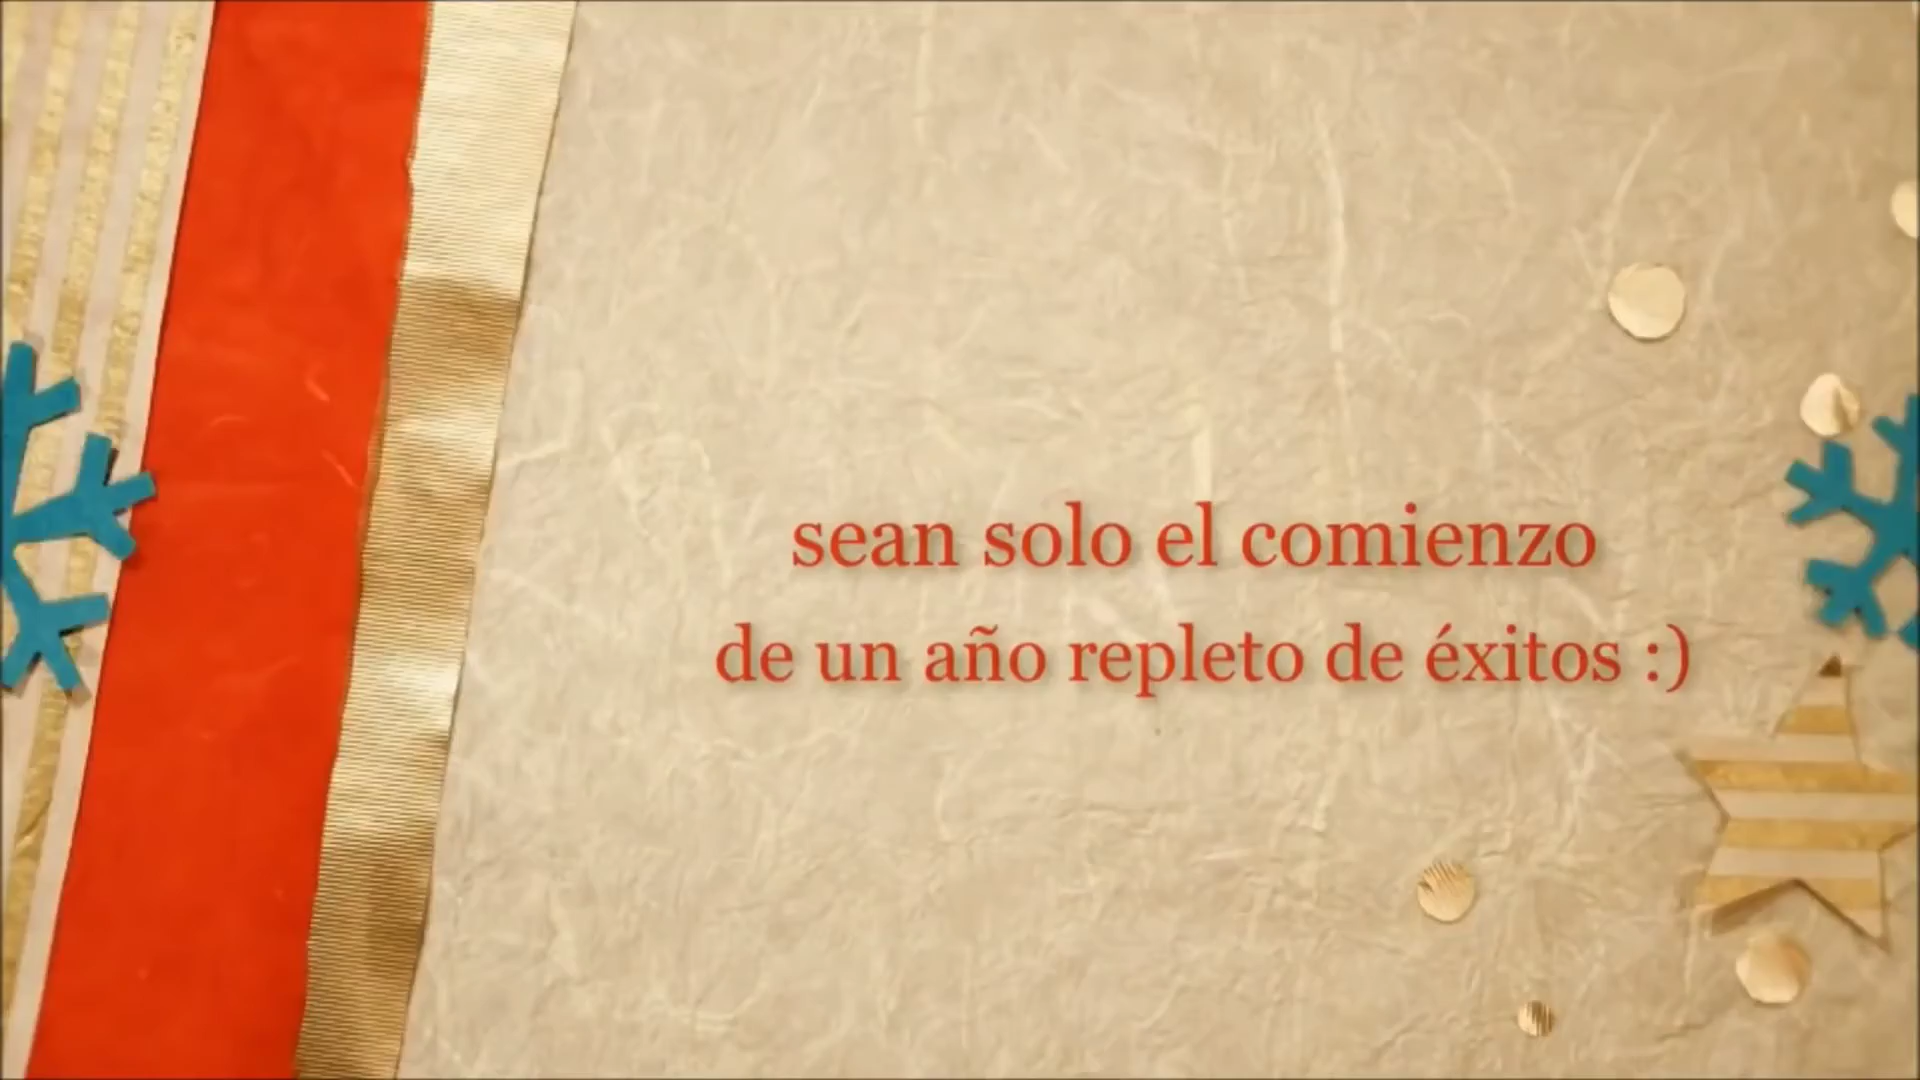 sean solo el comienzo
de un año repleto de éxitos :)